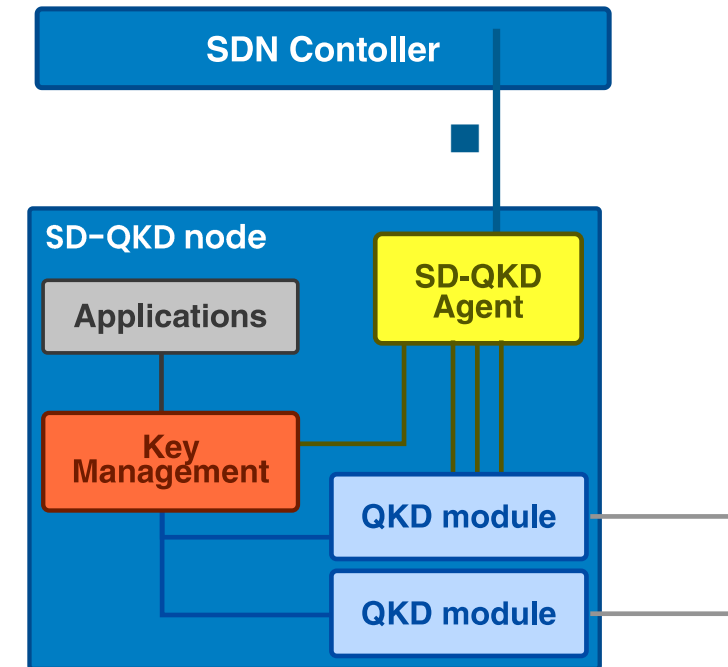 SDN Contoller
SD-QKD node
SD-QKD
Agent
Applications
Key
Management
QKD module
QKD module